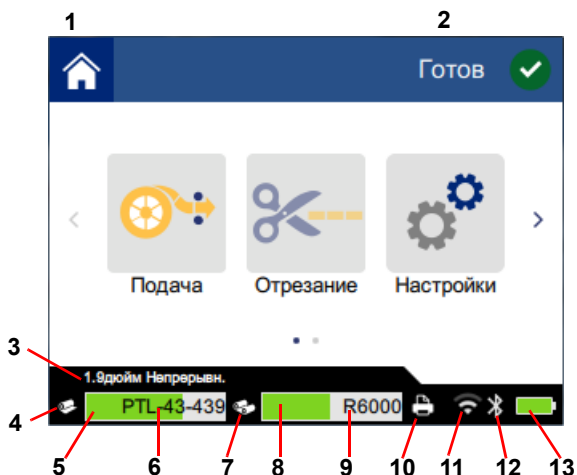 1
2
Готов
Подача
Отрезание
Настройки
3
1.9дюйм Непрерывн.
4
PTL-43-439
R6000
5
6
7
8
9
10
11
12
13